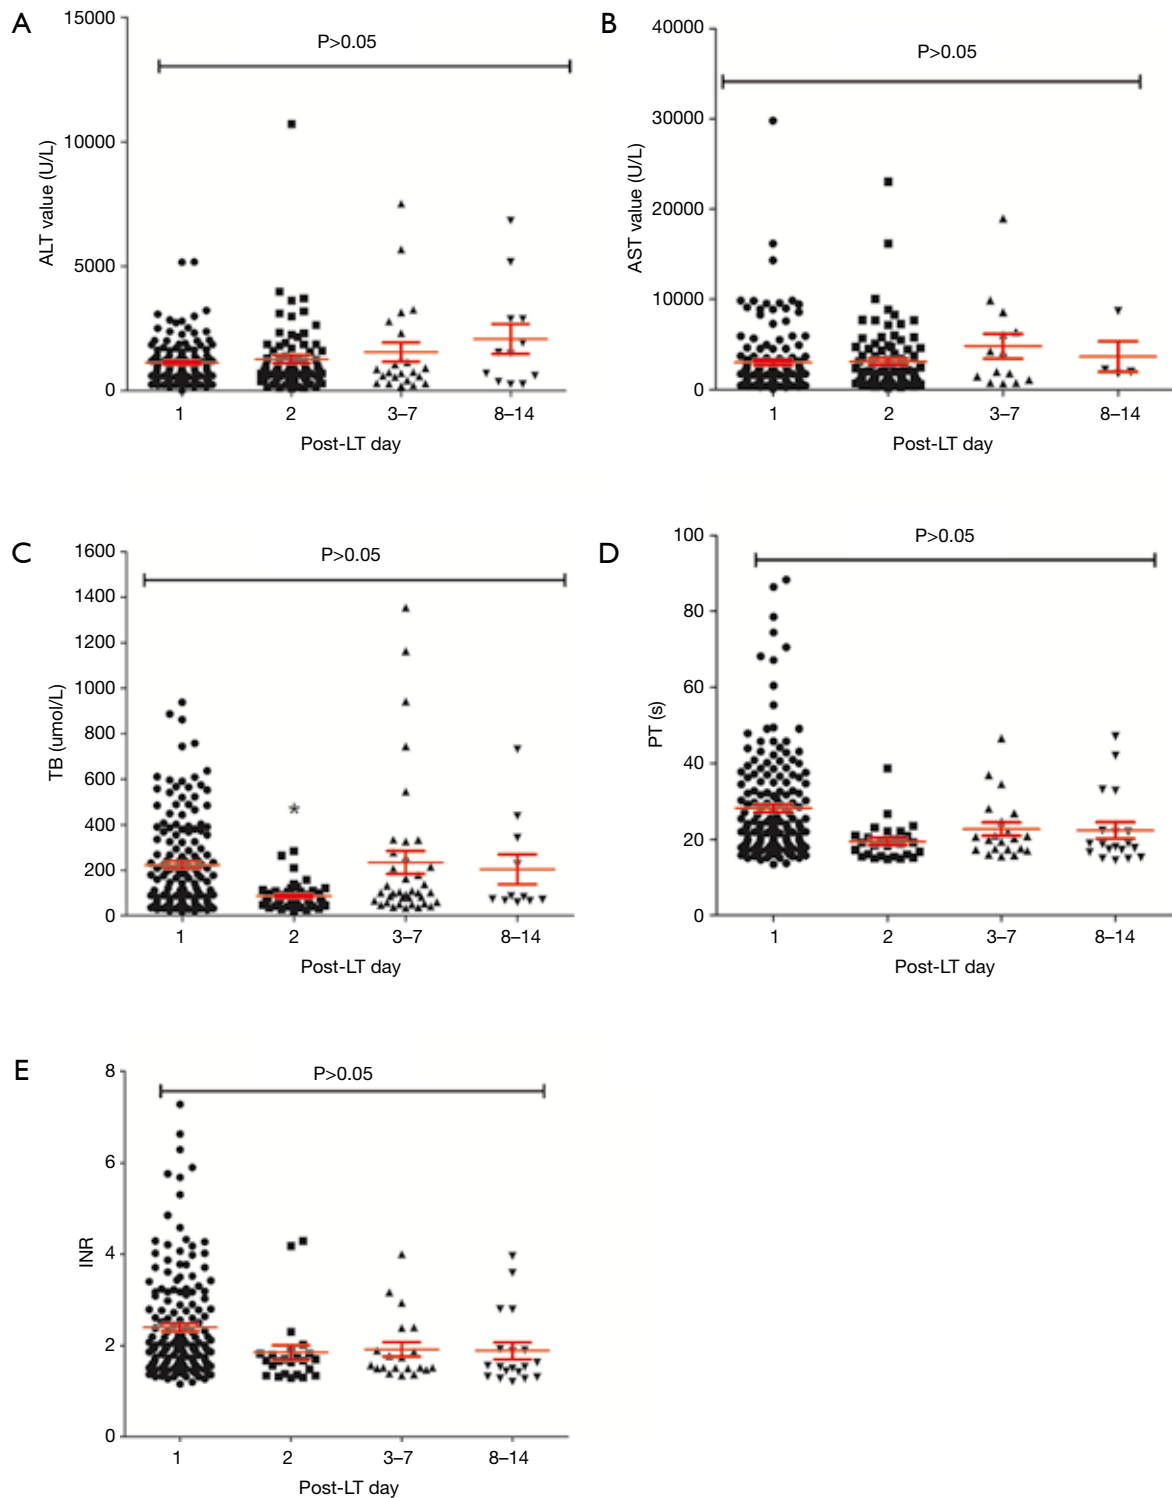 A
P>0.05
15000
10000
5000
0
ALT value (U/L)
1 2 3–7 8–14
Post-LT day
B
P>0.05
40000
30000
20000
10000
0
AST value (U/L)
1 2 3–7 8–14
Post-LT day
C
P>0.05
1600
1400
1200
1000
800
600
400
200
0
TB (umol/L)
*
1 2 3–7 8–14
Post-LT day
D
P>0.05
100
80
60
40
20
0
PT (s)
1 2 3–7 8–14
Post-LT day
E
P>0.05
8
6
4
2
0
INR
1 2 3–7 8–14
Post-LT day